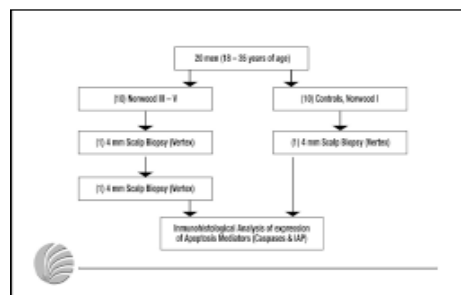 20 men (18 – 35 years of age)
(10) Norwood III – V
(10) Controls, Norwood I
(1) 4 mm Scalp Biopsy (Vertex)
(1) 4 mm Scalp Biopsy (Vertex)
(1) 4 mm Scalp Biopsy (Vertex)
Immunohistological Analysis of expression
of Apoptosis Mediators (Caspases & IAP)